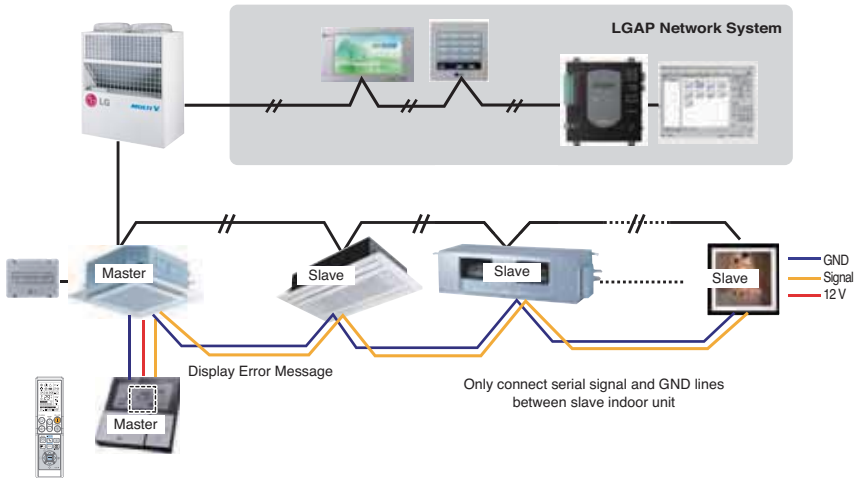 LGAP Network System
LG
MULTI V
Master
Slave
Slave
Slave
GND
Signal
12 V
Display Error Message
Only connect serial signal and GND lines
between slave indoor unit
Master